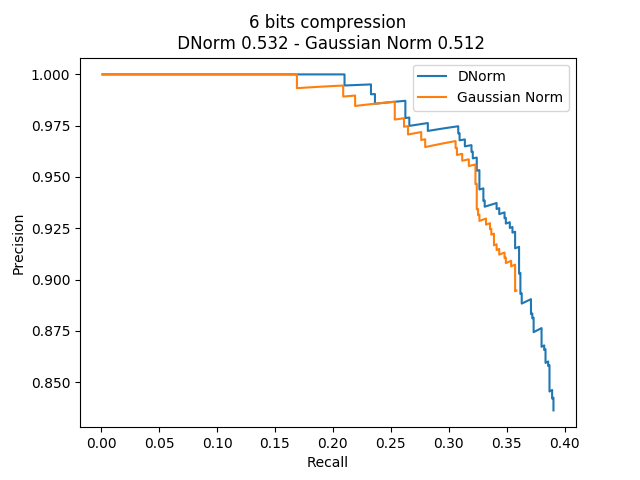 6 bits compression
DNorm 0.532 - Gaussian Norm 0.512
DNorm
Gaussian Norm
Precision
1.000
0.975
0.950
0.925
0.900
0.875
0.850
0.00 0.05 0.10 0.15 0.20 0.25 0.30 0.35 0.40
Recall